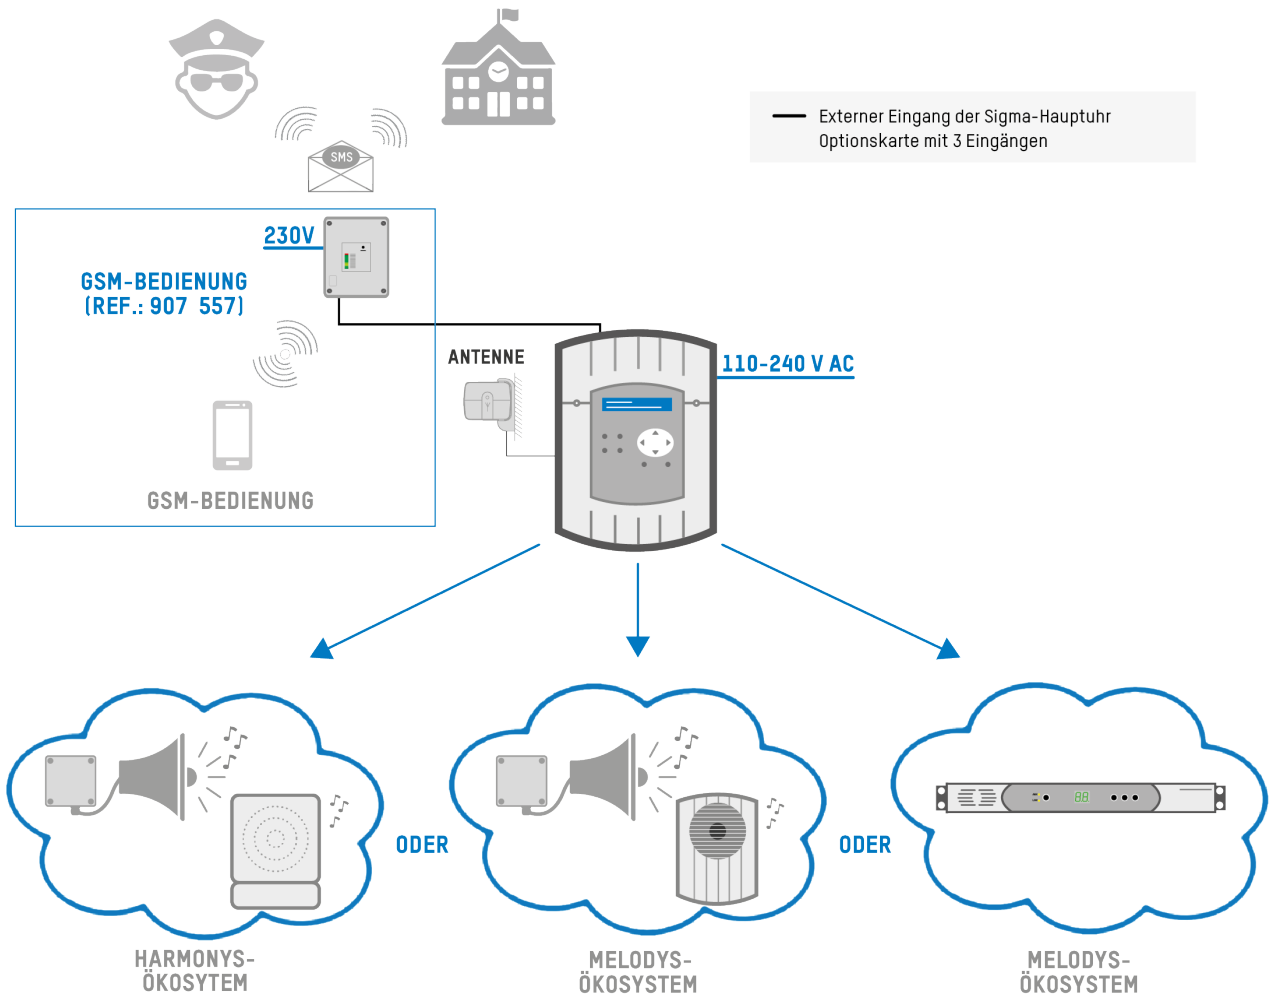 SMS
Externer Eingang der Sigma-Hauptuhr
Optionskarte mit 3 Eingängen
230V
GSM-BEDIENUNG
(REF.: 907 557)
ANTENNE
110-240 V AC
GSM-BEDIENUNG
88
ODER
ODER
HARMONYS-
ÖKOSYTEM
MELODYS-
ÖKOSYSTEM
MELODYS-
ÖKOSYSTEM